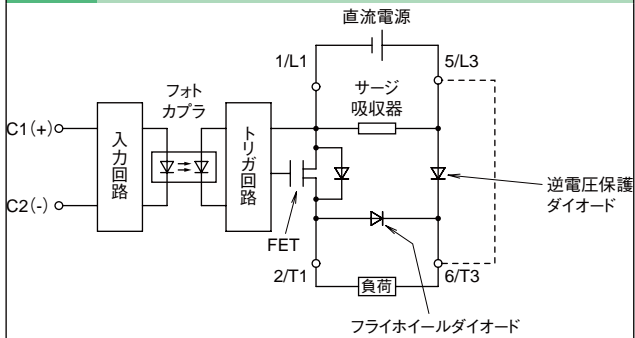 直流電源
1/L1
5/L3
フォト
カプラ
サージ
吸収器
C1(+)
入力回路
トリガ回路
C2(-)
逆電圧保護
ダイオード
FET
2/T1
負荷
6/T3
フライホイールダイオード